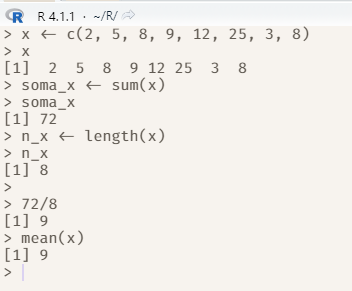 R 4.1.1 · ~/R/
> x <- c(2, 5, 8, 9, 12, 25, 3, 8)
> x
[1]  2  5  8  9 12 25  3  8
> soma_x <- sum(x)
> soma_x
[1] 72
> n_x <- length(x)
> n_x
[1] 8
>
> 72/8
[1] 9
> mean(x)
[1] 9
>